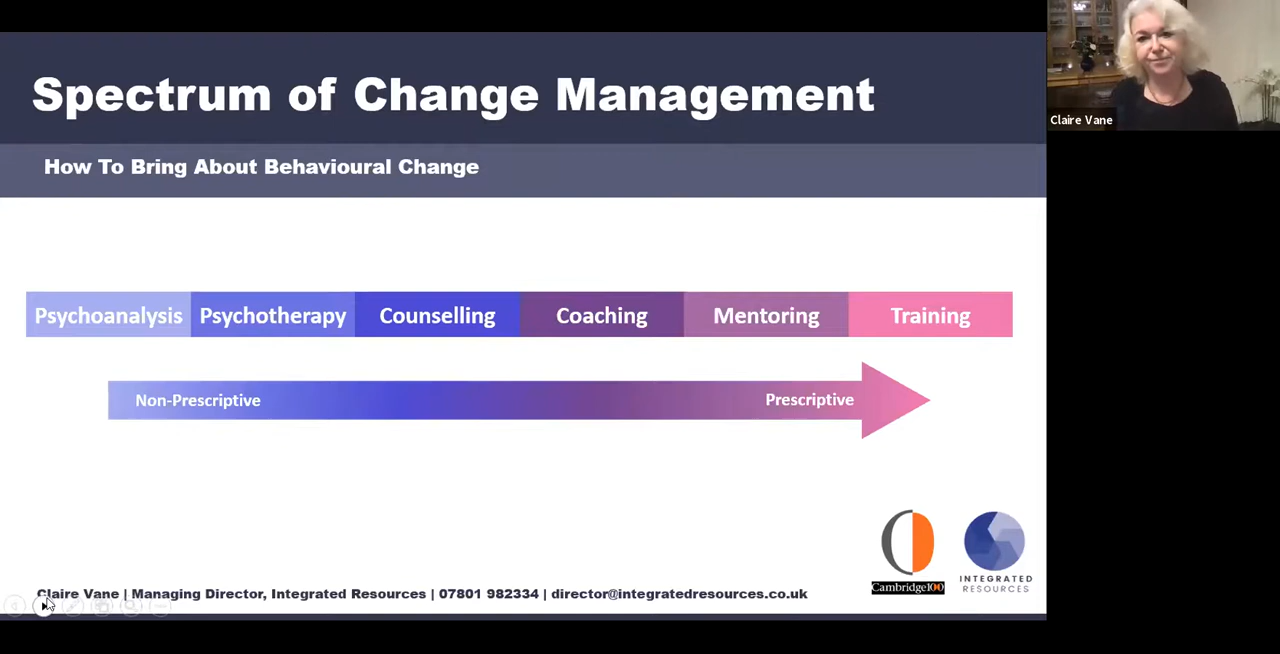 Spectrum of Change Management
Claire Vane
How To Bring About Behavioural Change
Psychoanalysis Psychotherapy Counselling Coaching Mentoring Training
Non-Prescriptive Prescriptive
Cambridge100
INTEGRATED
RESOURCES
Claire Vane | Managing Director, Integrated Resources | 07801 982334 | director@integratedresources.co.uk